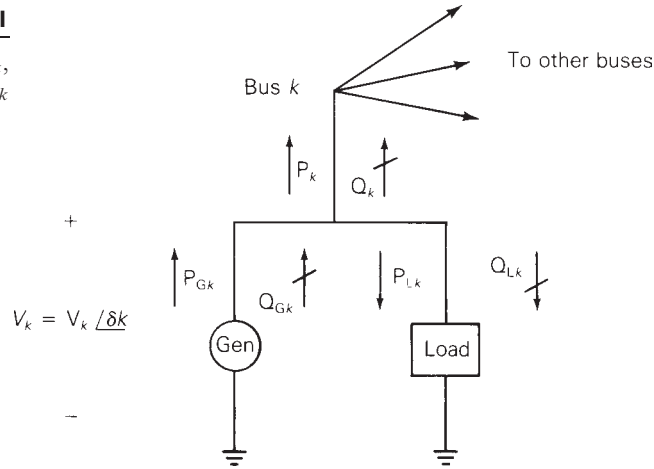 Bus k
To other buses
P_k
Q_k
+
P_Gk
Q_Gk
P_Lk
Q_Lk
V_k = V_k /δk
Gen
Load
−